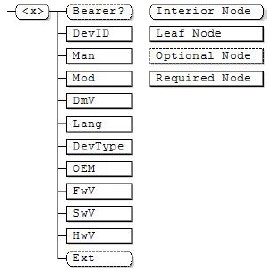 <x>
Bearer?
DevID
Man
Mod
DmV
Lang
DevType
OEM
FwV
SwV
HwV
Ext
Interior Node
Leaf Node
Optional Node
Required Node